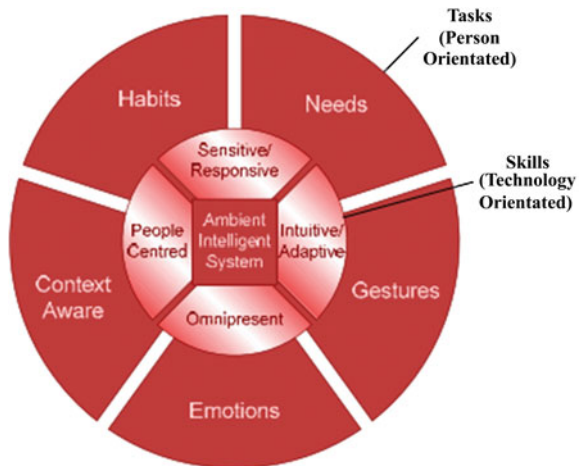 Tasks
(Person
Orientated)
Habits
Needs
Sensitive/
Responsive
Skills
(Technology
Orientated)
People
Centred
Ambient
Intelligent
System
Intuitive/
Adaptive
Context
Aware
Gestures
Omnipresent
Emotions